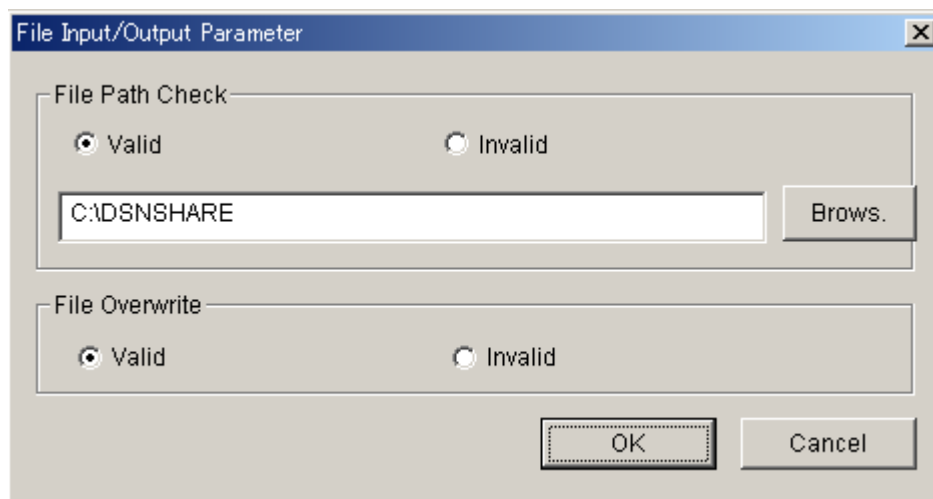 File Input/Output Parameter
File Path Check
Valid Invalid
C:\DSNSHARE Brows.
File Overwrite
Valid Invalid
OK Cancel